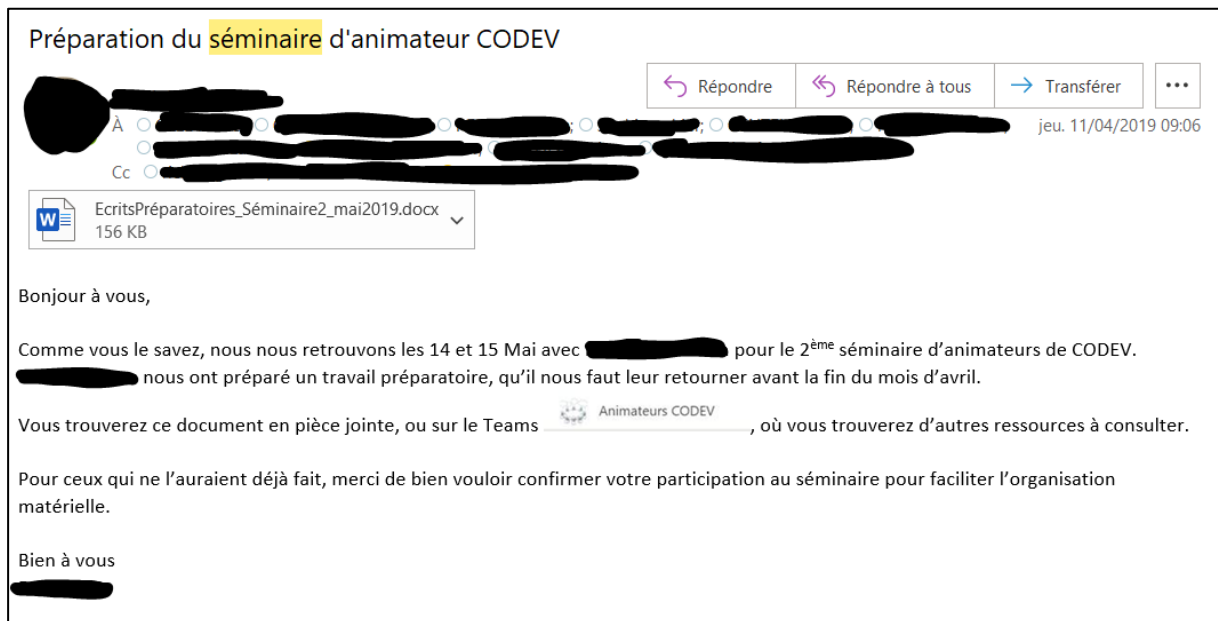 Préparation du séminaire d'animateur CODEV
Répondre
Répondre à tous
Transférer
À
jeu. 11/04/2019 09:06
Cc
EcritsPréparatoires_Séminaire2_mai2019.docx
156 KB
Bonjour à vous,
Comme vous le savez, nous nous retrouvons les 14 et 15 Mai avec pour le 2ème séminaire d'animateurs de CODEV.
nous ont préparé un travail préparatoire, qu'il nous faut leur retourner avant la fin du mois d'avril.
Vous trouverez ce document en pièce jointe, ou sur le Teams Animateurs CODEV , où vous trouverez d'autres ressources à consulter.
Pour ceux qui ne l'auraient déjà fait, merci de bien vouloir confirmer votre participation au séminaire pour faciliter l'organisation
matérielle.
Bien à vous